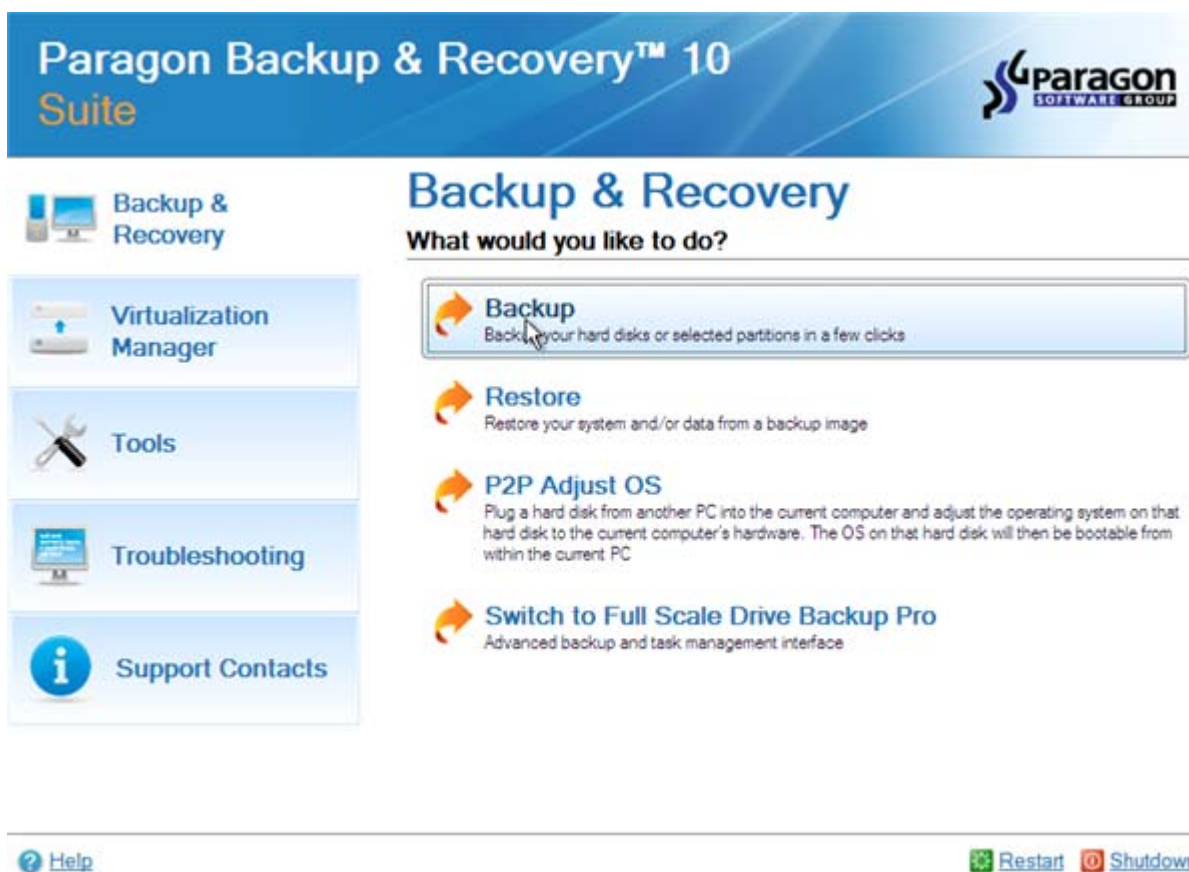 Paragon Backup & Recovery™ 10
Suite
paragon
SOFTWARE GROUP
Backup &
Recovery
Virtualization
Manager
Tools
Troubleshooting
Support Contacts
Backup & Recovery
What would you like to do?
Backup
Backup your hard disks or selected partitions in a few clicks
Restore
Restore your system and/or data from a backup image
P2P Adjust OS
Plug a hard disk from another PC into the current computer and adjust the operating system on that
hard disk to the current computer's hardware. The OS on that hard disk will then be bootable from
within the current PC
Switch to Full Scale Drive Backup Pro
Advanced backup and task management interface
Help
Restart
Shutdown